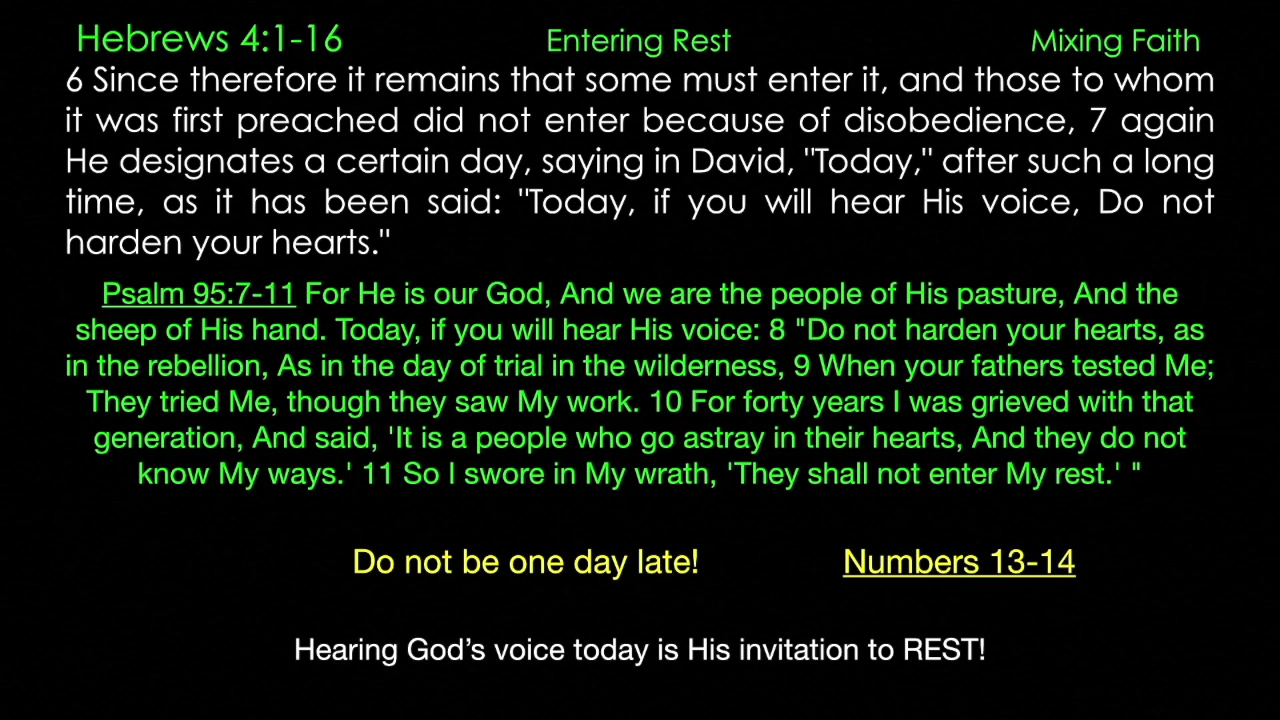 Hebrews 4:1-16 Entering Rest Mixing Faith
6 Since therefore it remains that some must enter it, and those to whom
it was first preached did not enter because of disobedience, 7 again
He designates a certain day, saying in David, "Today," after such a long
time, as it has been said: "Today, if you will hear His voice, Do not
harden your hearts."
Psalm 95:7-11 For He is our God, And we are the people of His pasture, And the
sheep of His hand. Today, if you will hear His voice: 8 "Do not harden your hearts, as
in the rebellion, As in the day of trial in the wilderness, 9 When your fathers tested Me;
They tried Me, though they saw My work. 10 For forty years I was grieved with that
generation, And said, 'It is a people who go astray in their hearts, And they do not
know My ways.' 11 So I swore in My wrath, 'They shall not enter My rest.' "
Do not be one day late! Numbers 13-14
Hearing God’s voice today is His invitation to REST!